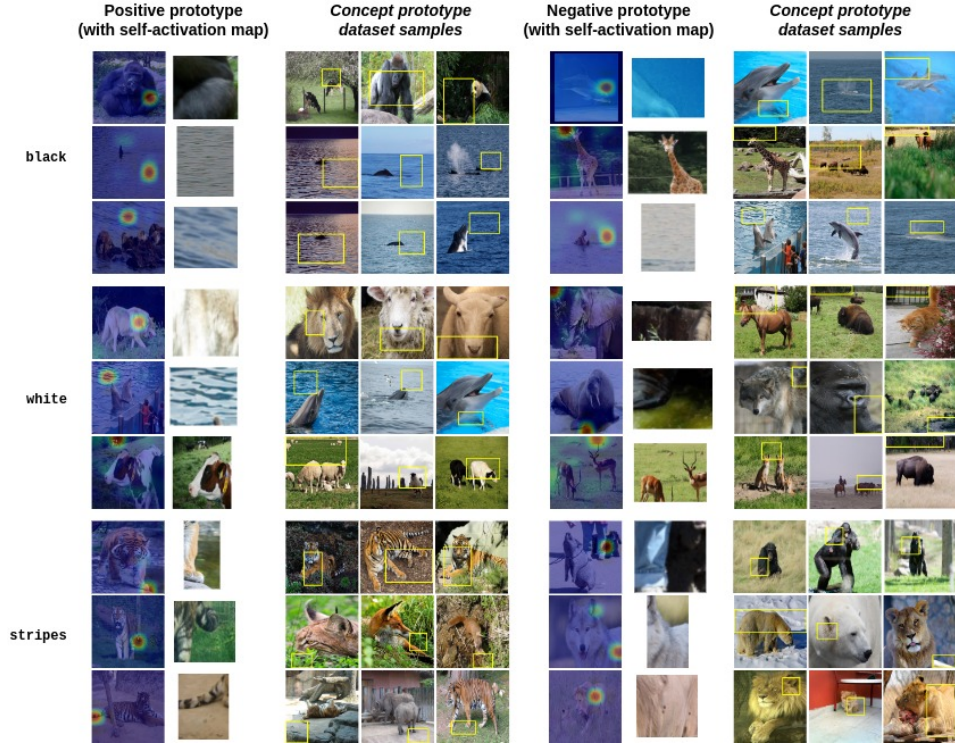 Positive prototype
(with self-activation map)
Concept prototype
dataset samples
Negative prototype
(with self-activation map)
Concept prototype
dataset samples
black
white
stripes